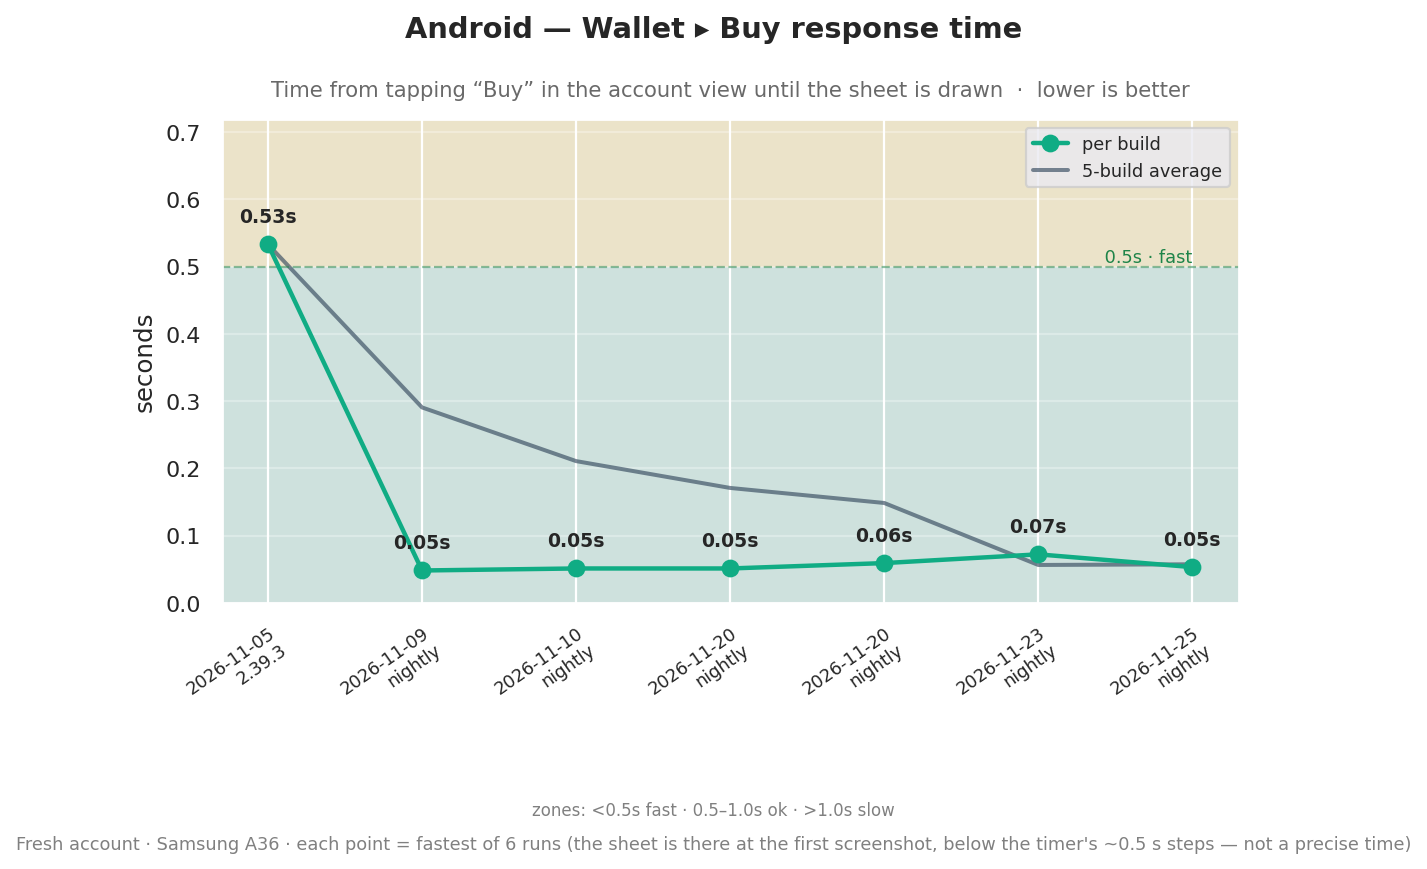 Android — Wallet ▸ Buy response time
Time from tapping “Buy” in the account view until the sheet is drawn · lower is better
per build
5-build average
0.5s · fast
seconds
0.7
0.6
0.5
0.4
0.3
0.2
0.1
0.0
0.53s
0.05s
0.05s
0.05s
0.06s
0.07s
0.05s
2026-11-05
2.39.3
2026-11-09
nightly
2026-11-10
nightly
2026-11-20
nightly
2026-11-20
nightly
2026-11-23
nightly
2026-11-25
nightly
zones: <0.5s fast · 0.5–1.0s ok · >1.0s slow
Fresh account · Samsung A36 · each point = fastest of 6 runs (the sheet is there at the first screenshot, below the timer's ~0.5 s steps — not a precise time)